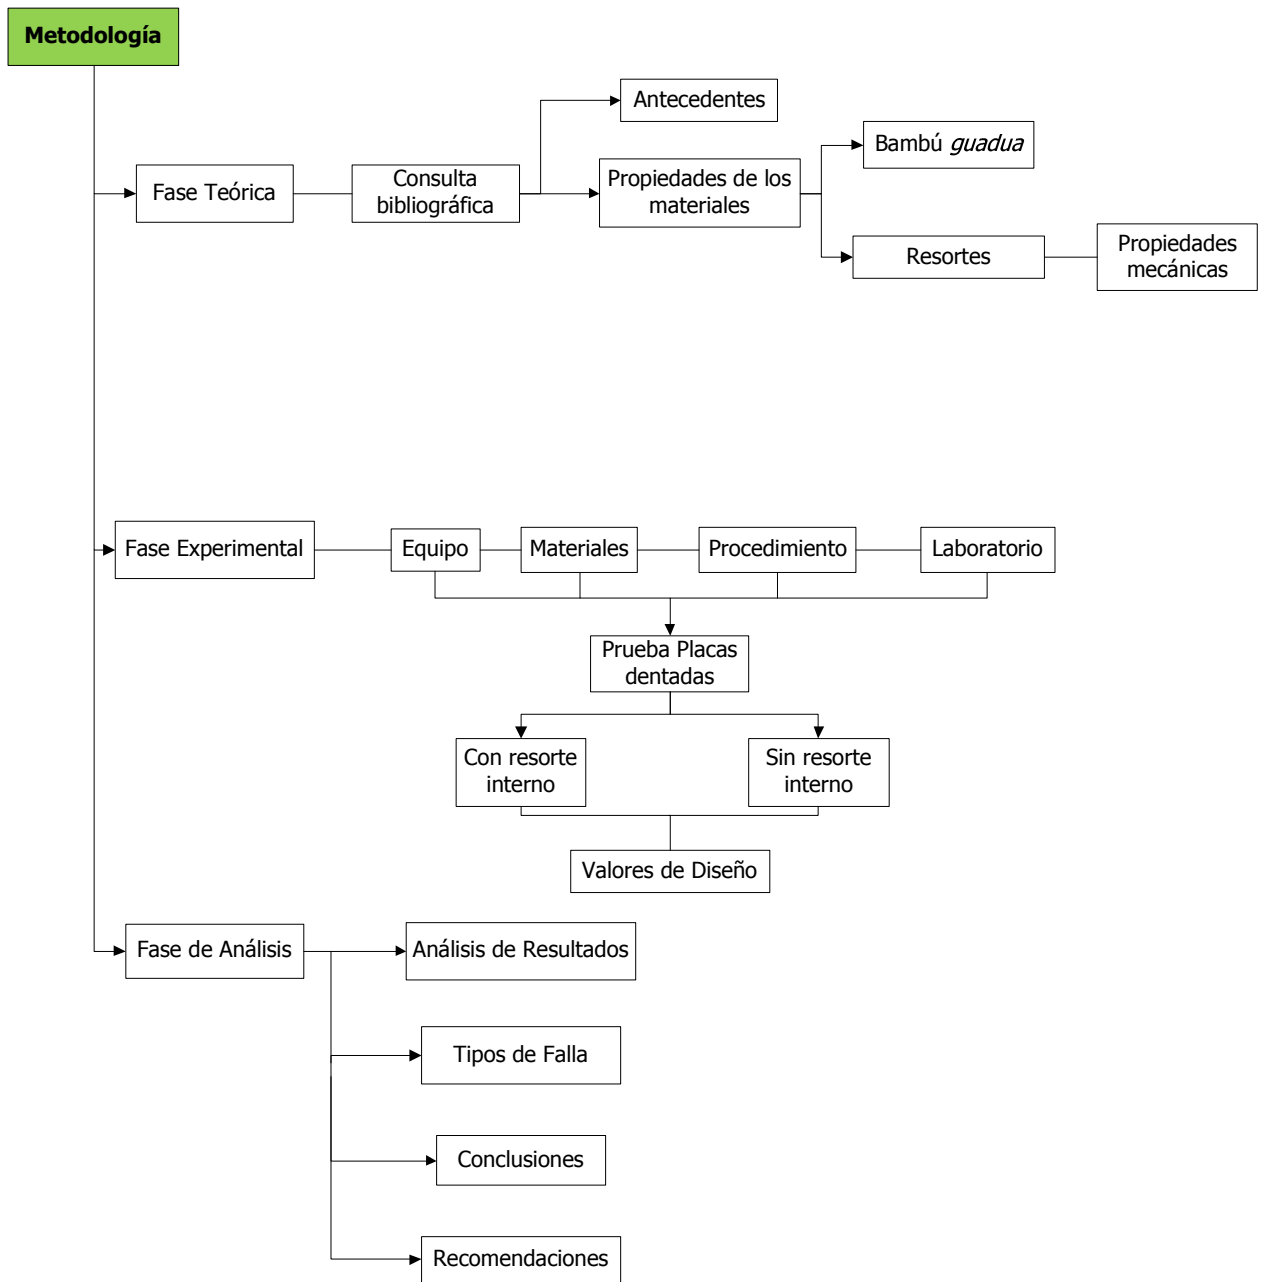 Metodología
Antecedentes
Bambú guadua
Fase Teórica
Consulta
bibliográfica
Propiedades de los
materiales
Resortes
Propiedades
mecánicas
Fase Experimental
Equipo
Materiales
Procedimiento
Laboratorio
Prueba Placas
dentadas
Con resorte
interno
Sin resorte
interno
Valores de Diseño
Fase de Análisis
Análisis de Resultados
Tipos de Falla
Conclusiones
Recomendaciones